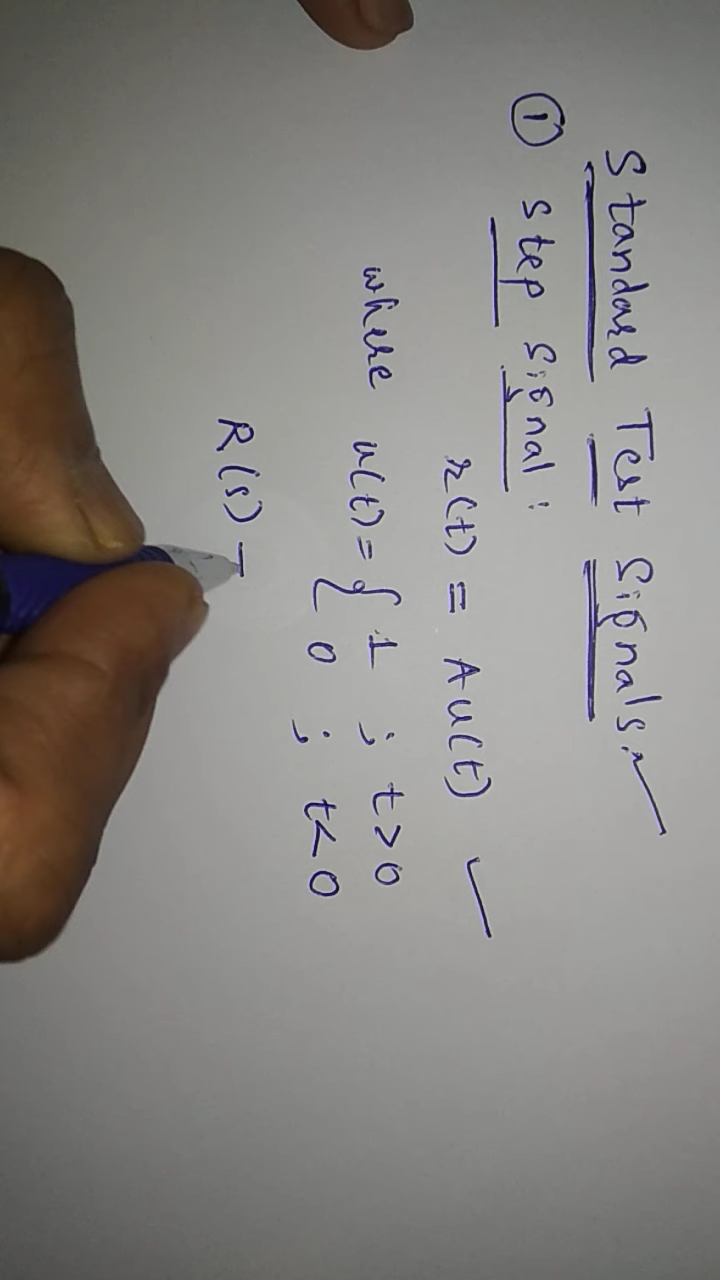 Standard Test Signals:
① Step Signal:
r(t) = Au(t)
where u(t) = { 1 ; t>0
0 ; t<0
R(s) –